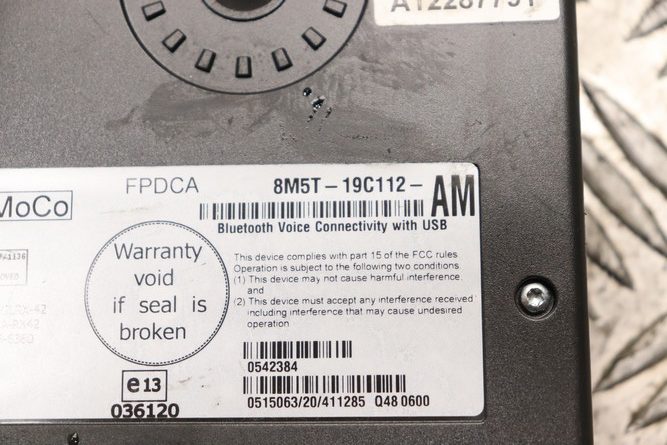 A12287751
FPDCA
8M5T-19C112-AM
MoCo
Bluetooth Voice Connectivity with USB
Warranty
void
if seal is
broken
This device complies with part 15 of the FCC rules.
Operation is subject to the following two conditions.
(1) This device may not cause harmful interference.
and
(2) This device must accept any interference received
including interference that may cause undesired
operation
0542384
e13
036120
0515063/20/411285 Q48 0600